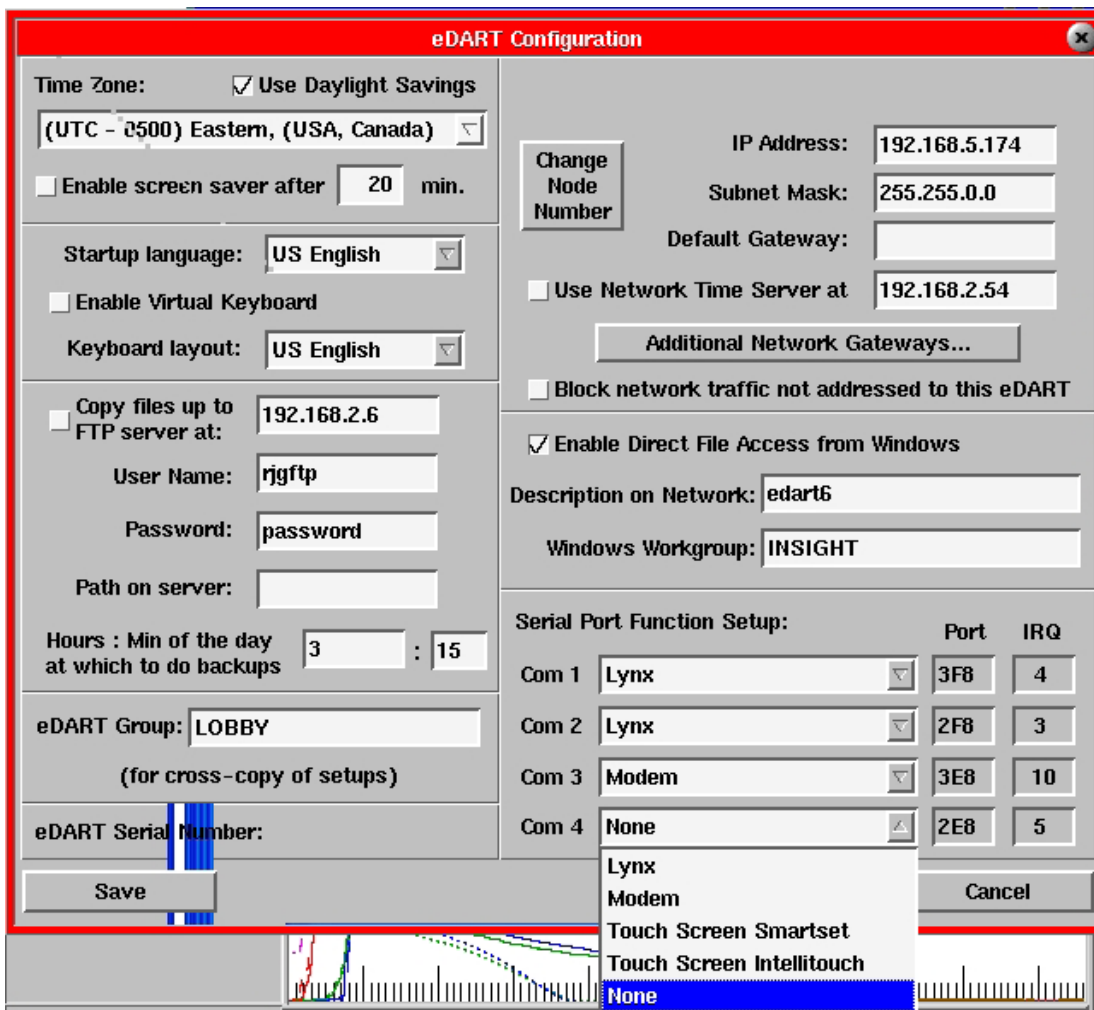 eDART Configuration
Time Zone:
Use Daylight Savings
(UTC - 0500) Eastern, (USA, Canada)
Enable screen saver after 20 min.
Startup language: US English
Enable Virtual Keyboard
Keyboard layout: US English
Copy files up to
FTP server at:
192.168.2.6
User Name: rjgftp
Password: password
Path on server:
Hours : Min of the day
at which to do backups
3 : 15
eDART Group: LOBBY
(for cross-copy of setups)
eDART Serial Number:
Save
Change
Node
Number
IP Address: 192.168.5.174
Subnet Mask: 255.255.0.0
Default Gateway:
Use Network Time Server at 192.168.2.54
Additional Network Gateways...
Block network traffic not addressed to this eDART
Enable Direct File Access from Windows
Description on Network: edart6
Windows Workgroup: INSIGHT
Serial Port Function Setup:
Port IRQ
Com 1 Lynx 3F8 4
Com 2 Lynx 2F8 3
Com 3 Modem 3E8 10
Com 4 None 2E8 5
Lynx
Modem
Touch Screen Smartset
Touch Screen Intellitouch
None
Cancel